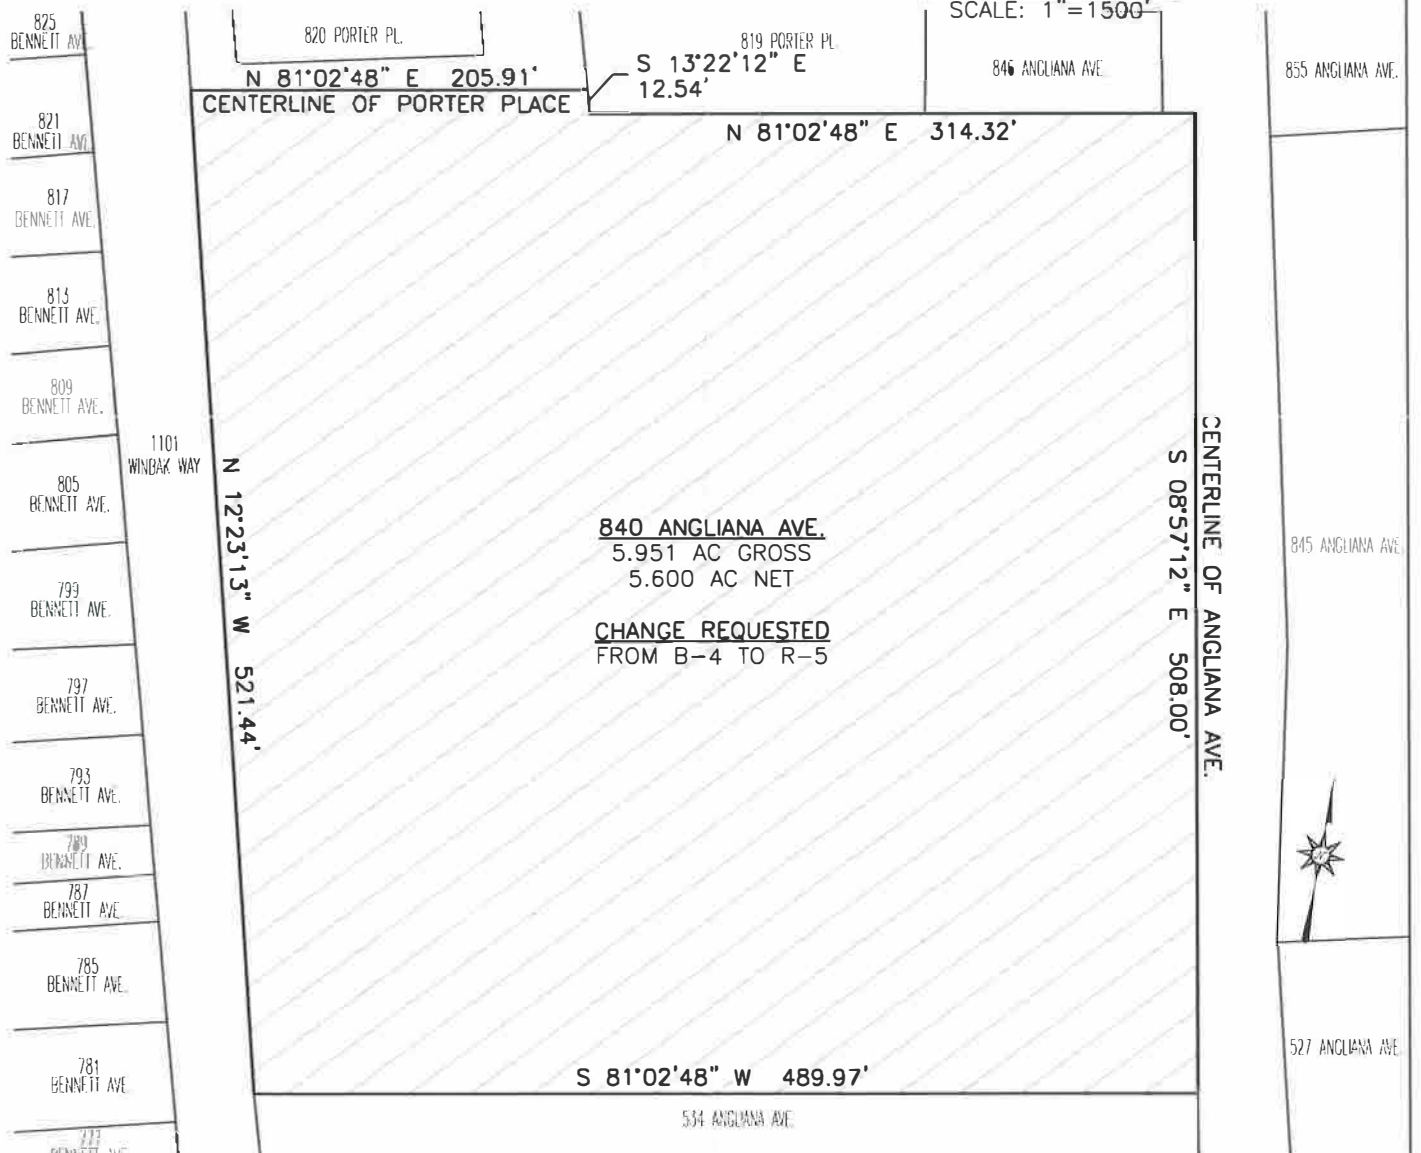 SCALE: 1"=1500'
825
BENNETT AVE.
820 PORTER PL.
819 PORTER PL.
846 ANGLIANA AVE.
855 ANGLIANA AVE.
N 81°02'48" E 205.91'
CENTERLINE OF PORTER PLACE
S 13°22'12" E
12.54'
N 81°02'48" E 314.32'
821
BENNETT AVE.
817
BENNETT AVE.
813
BENNETT AVE.
809
BENNETT AVE.
1101
WINBAK WAY
805
BENNETT AVE.
N 12°23'13" W 521.44'
840 ANGLIANA AVE.
5.951 AC GROSS
5.600 AC NET
CHANGE REQUESTED
FROM B-4 TO R-5
S 08°57'12" E 508.00'
CENTERLINE OF ANGLIANA AVE.
845 ANGLIANA AVE.
799
BENNETT AVE.
797
BENNETT AVE.
793
BENNETT AVE.
789
BENNETT AVE.
787
BENNETT AVE.
785
BENNETT AVE.
781
BENNETT AVE.
777
BENNETT AVE.
N
527 ANGLIANA AVE.
S 81°02'48" W 489.97'
534 ANGLIANA AVE.